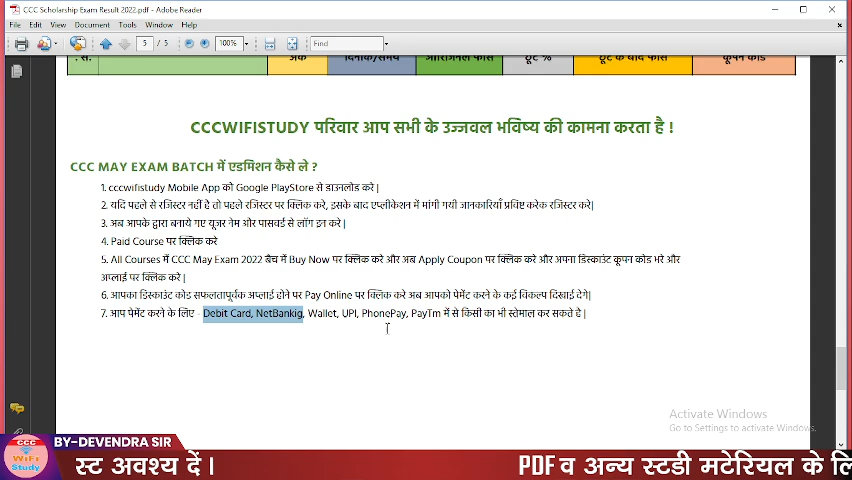 CCC Scholarship Exam Result 2022.pdf - Adobe Reader
File Edit View Document Tools Window Help
5 / 5 100% Find
. स. अंक दिनांक/समय ओरिजिनल फीस छूट % छूट के बाद फीस कूपन कोड
CCCWIFISTUDY परिवार आप सभी के उज्जवल भविष्य की कामना करता है !
CCC MAY EXAM BATCH में एडमिशन कैसे ले ?
1. cccwifistudy Mobile App को Google PlayStore से डाउनलोड करे |
2. यदि पहले से रजिस्टर नहीं है तो पहले रजिस्टर पर क्लिक करे, इसके बाद एप्लीकेशन में मांगी गयी जानकारियाँ प्रविष्ट करेक रजिस्टर करे|
3. अब आपके द्वारा बनाये गए यूजर नेम और पासवर्ड से लॉग इन करे |
4. Paid Course पर क्लिक करे
5. All Courses में CCC May Exam 2022 बैच में Buy Now पर क्लिक करे और अब Apply Coupon पर क्लिक करे और अपना डिस्काउंट कूपन कोड भरे और
अप्लाई पर क्लिक करे |
6. आपका डिस्काउंट कोड सफलतापूर्वक अप्लाई होने पर Pay Online पर क्लिक करे अब आपको पेमेंट करने के कई विकल्प दिखाई देगे|
7. आप पेमेंट करने के लिए - Debit Card, NetBankig, Wallet, UPI, PhonePay, PayTm में से किसी का भी स्तेमाल कर सकते है |
Activate Windows
Go to Settings to activate Windows.
BY-DEVENDRA SIR
CCC
WiFi
Study
स्ट अवश्य दें । PDF व अन्य स्टडी मटेरियल के लि